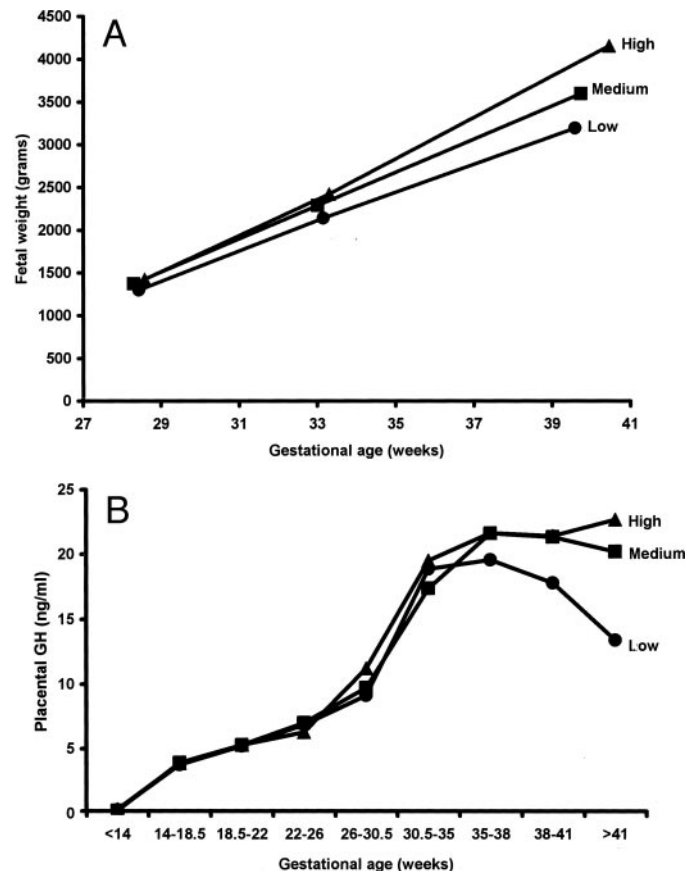 A
4500
4000
3500
3000
2500
2000
1500
1000
500
0
Fetal weight (grams)
High
Medium
Low
27 29 31 33 35 37 39 41
Gestational age (weeks)
B
25
20
15
10
5
0
Placental GH (ng/ml)
High
Medium
Low
<14 14-18.5 18.5-22 22-26 26-30.5 30.5-35 35-38 38-41 >41
Gestational age (weeks)